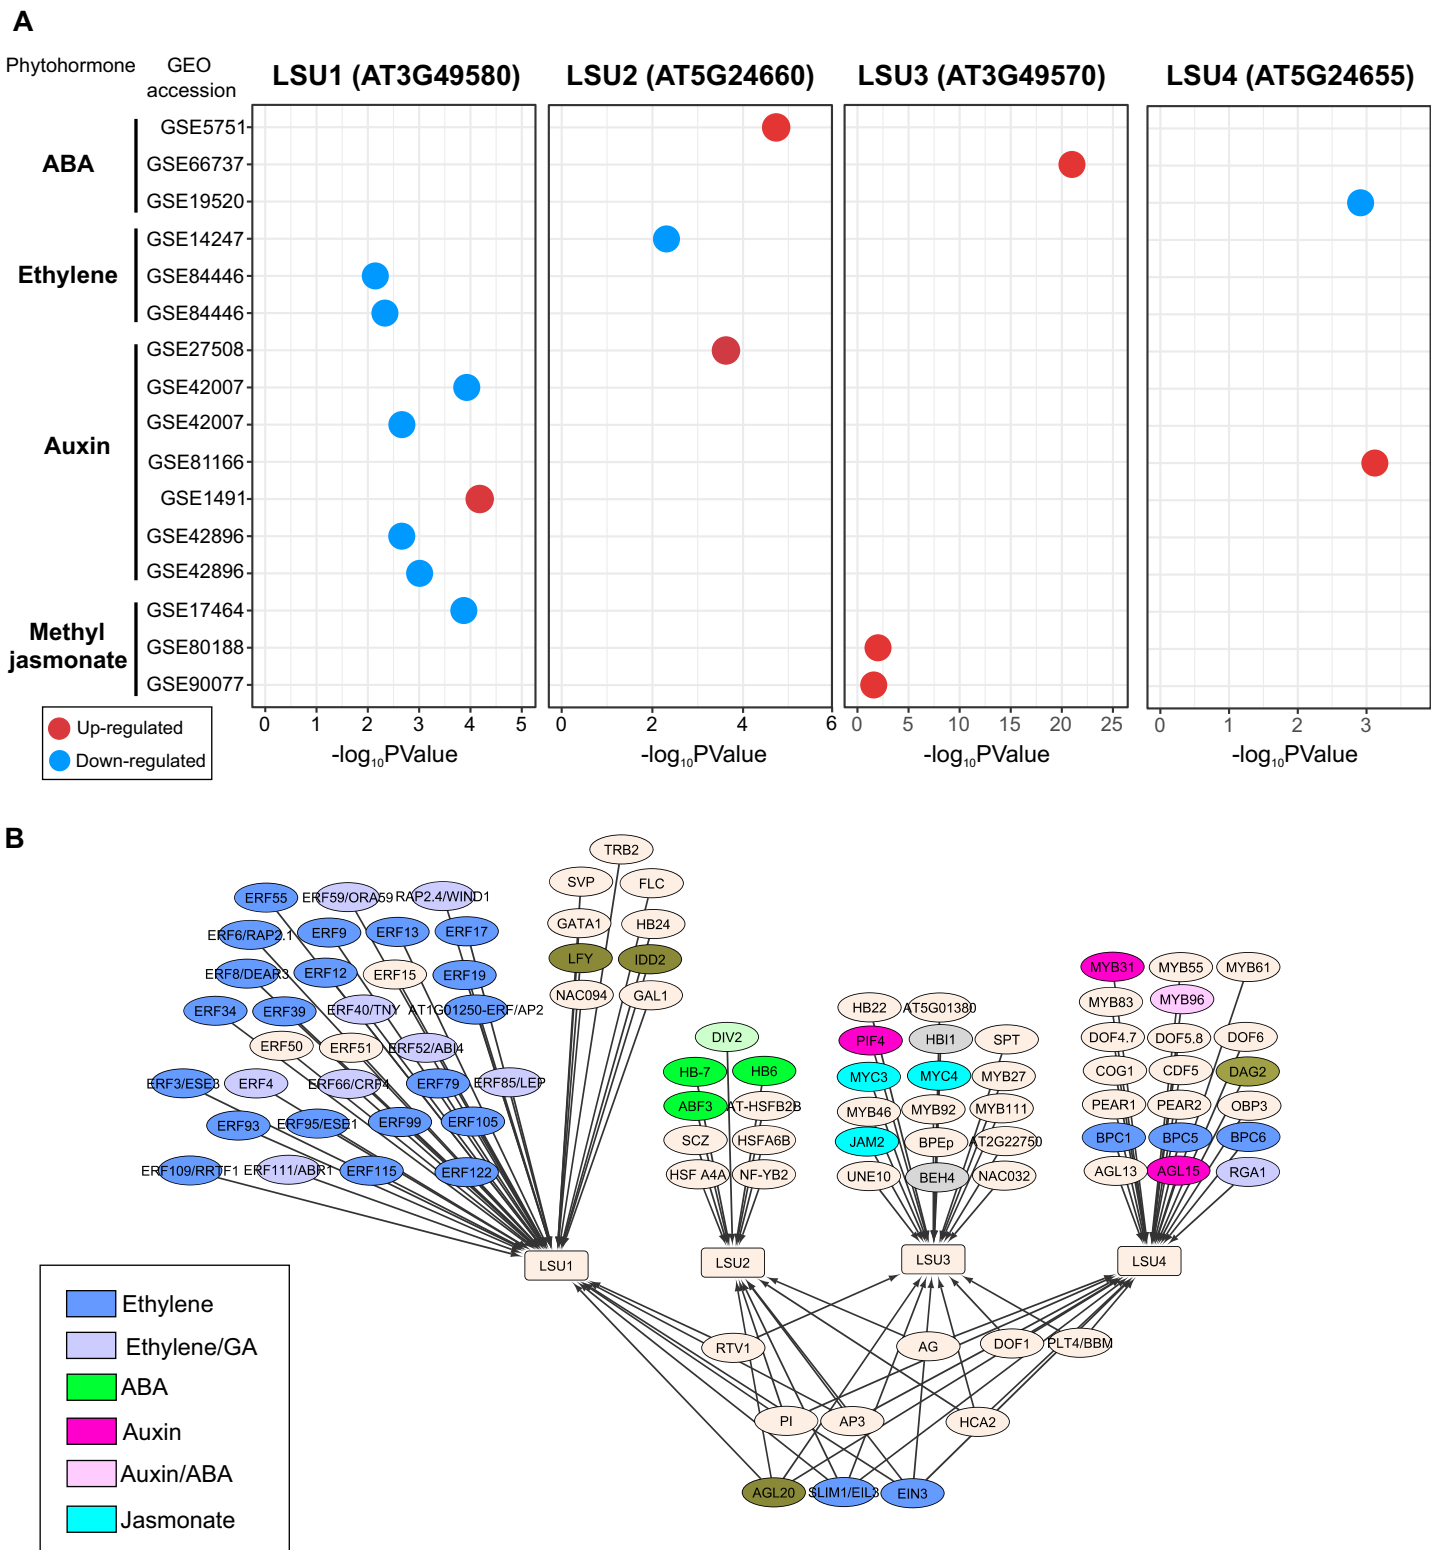 A
Phytohormone
GEO
accession
LSU1 (AT3G49580)
LSU2 (AT5G24660)
LSU3 (AT3G49570)
LSU4 (AT5G24655)
ABA
GSE5751
GSE66737
GSE19520
Ethylene
GSE14247
GSE84446
GSE84446
Auxin
GSE27508
GSE42007
GSE42007
GSE81166
GSE1491
GSE42896
GSE42896
Methyl
jasmonate
GSE17464
GSE80188
GSE90077
0 1 2 3 4 5
0 2 4 6
0 5 10 15 20 25
0 1 2 3
-log10PValue
-log10PValue
-log10PValue
-log10PValue
Up-regulated
Down-regulated
B
TRB2
SVP FLC
GATA1 HB24
LFY IDD2
NAC094 GAL1
ERF55 ERF59/ORA59 RAP2.4/WIND1
ERF6/RAP2.1 ERF9 ERF13 ERF17
ERF8/DEAR3 ERF12 ERF15 ERF19
ERF34 ERF39 ERF40/TNY AT1G01250-ERF/AP2
ERF50 ERF51 ERF52/ABI4
ERF3/ESE3 ERF4 ERF66/CRF4 ERF79 ERF85/LEP
ERF93 ERF95/ESE1 ERF99 ERF105
ERF109/RRTF1 ERF111/ABR1 ERF115 ERF122
DIV2
HB-7 HB6
ABF3 AT-HSFB2B
SCZ HSFA6B
HSF A4A NF-YB2
HB22 AT5G01380
PIF4 HBI1 SPT
MYC3 MYC4 MYB27
MYB46 MYB92 MYB111
JAM2 BPEp AT2G22750
UNE10 BEH4 NAC032
MYB31 MYB55 MYB61
MYB83 MYB96
DOF4.7 DOF5.8 DOF6
COG1 CDF5 DAG2
PEAR1 PEAR2 OBP3
BPC1 BPC5 BPC6
AGL13 AGL15 RGA1
LSU1 LSU2 LSU3 LSU4
RTV1 AG DOF1 PLT4/BBM
PI AP3 HCA2
AGL20 SLIM1/EIL3 EIN3
Ethylene
Ethylene/GA
ABA
Auxin
Auxin/ABA
Jasmonate